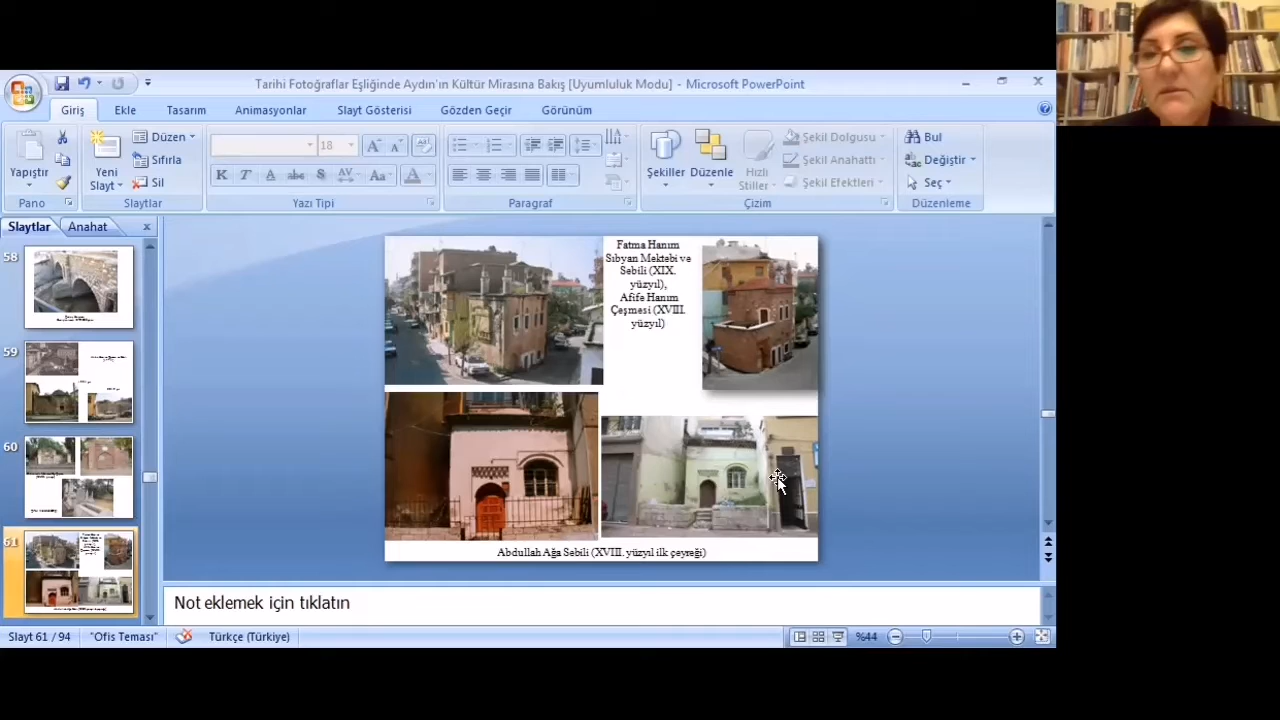 Tarihi Fotoğraflar Eşliğinde Aydın'ın Kültür Mirasına Bakış [Uyumluluk Modu] - Microsoft PowerPoint
Giriş Ekle Tasarım Animasyonlar Slayt Gösterisi Gözden Geçir Görünüm
Yapıştır
Pano
Yeni
Slayt
Düzen
Sıfırla
Sil
Slaytlar
18
Yazı Tipi
Paragraf
Şekiller
Düzenle
Hızlı
Stiller
Şekil Dolgusu
Şekil Anahattı
Şekil Efektleri
Çizim
Bul
Değiştir
Seç
Düzenleme
Slaytlar Anahat
58
59
60
61
Fatma Hanım
Sıbyan Mektebi ve
Sebili (XIX.
yüzyıl),
Afife Hanım
Çeşmesi (XVIII.
yüzyıl)
Abdullah Ağa Sebili (XVIII. yüzyıl ilk çeyreği)
Not eklemek için tıklatın
Slayt 61 / 94 "Ofis Teması" Türkçe (Türkiye) %44